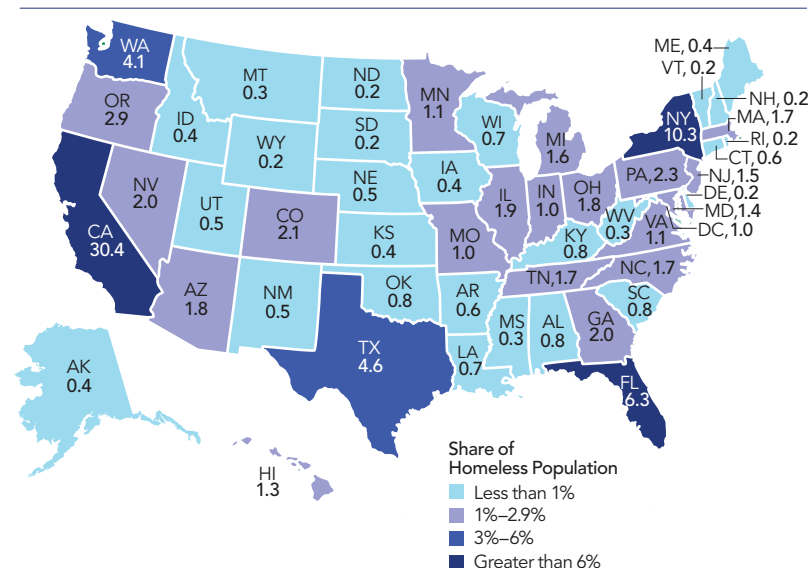 WA
4.1
OR
2.9
CA
30.4
NV
2.0
ID
0.4
MT
0.3
WY
0.2
UT
0.5
CO
2.1
AZ
1.8
NM
0.5
ND
0.2
SD
0.2
NE
0.5
KS
0.4
OK
0.8
TX
4.6
MN
1.1
IA
0.4
MO
1.0
AR
0.6
LA
0.7
WI
0.7
IL
1.9
MI
1.6
IN
1.0
OH
1.8
KY
0.8
TN, 1.7
MS
0.3
AL
0.8
GA
2.0
FL
6.3
SC
0.8
NC, 1.7
VA
1.1
WV
0.3
PA, 2.3
NY
10.3
ME, 0.4
VT, 0.2
NH, 0.2
MA, 1.7
RI, 0.2
CT, 0.6
NJ, 1.5
DE, 0.2
MD, 1.4
DC, 1.0
AK
0.4
HI
1.3
Share of
Homeless Population
Less than 1%
1%–2.9%
3%–6%
Greater than 6%